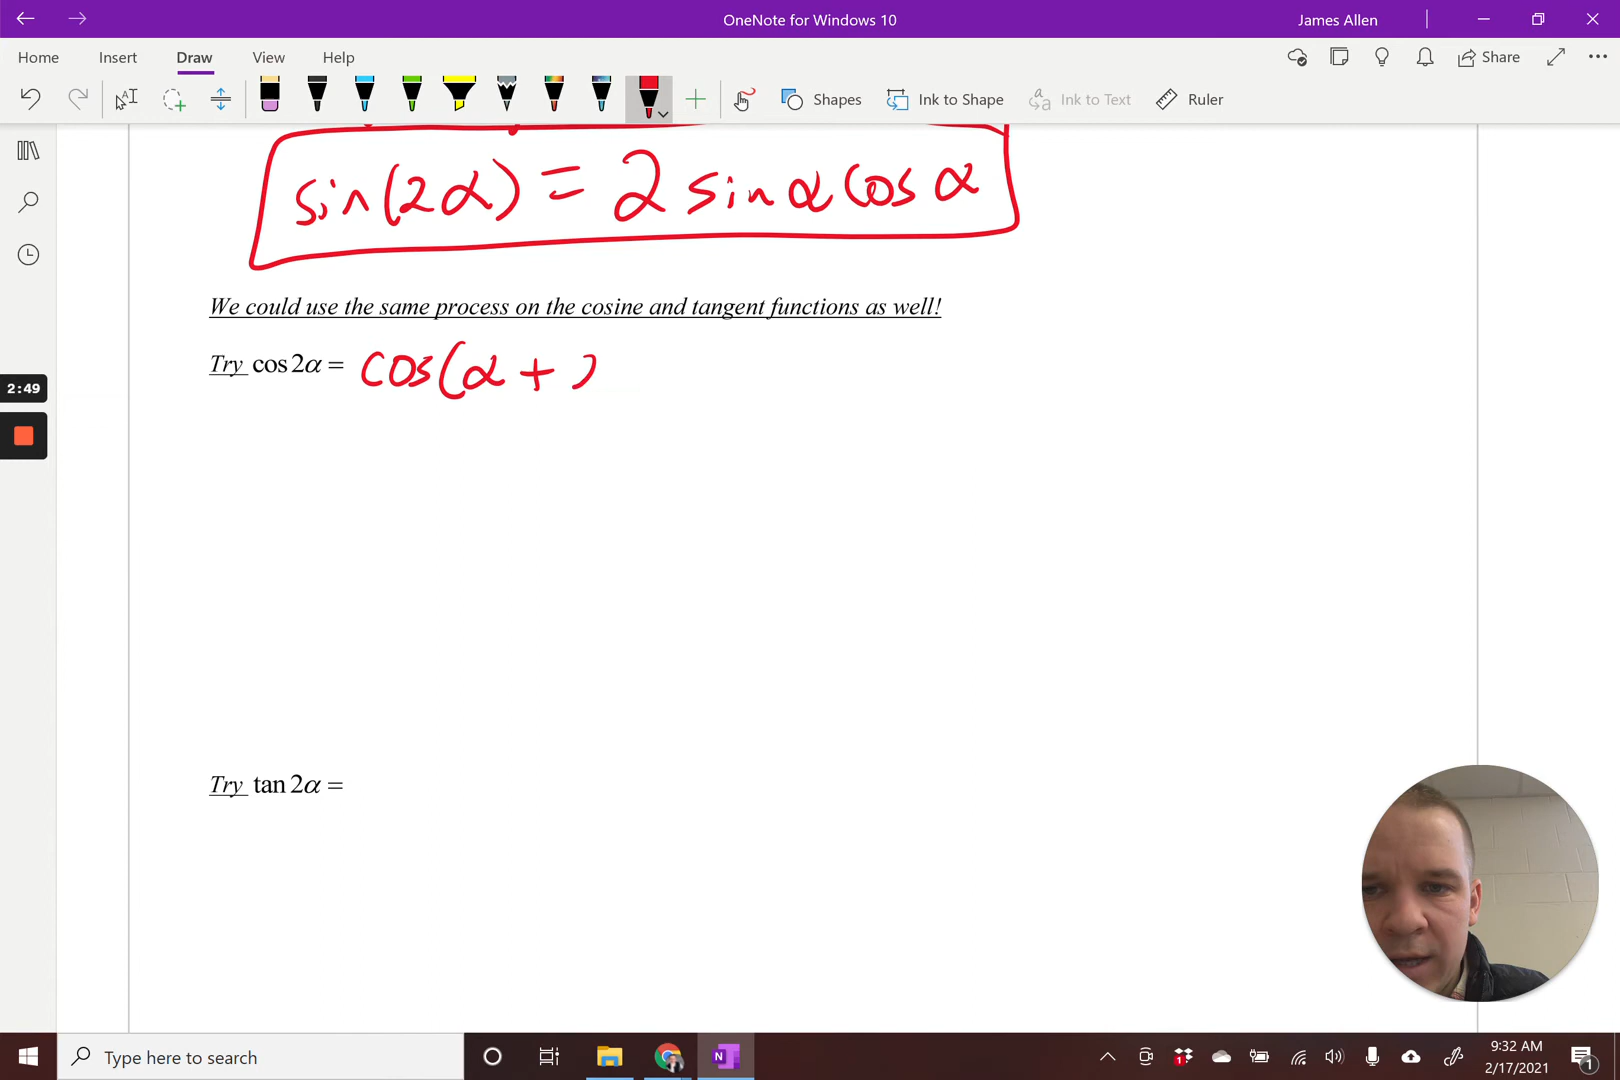 OneNote for Windows 10
James Allen
Home Insert Draw View Help
Share
Shapes
Ink to Shape
Ink to Text
Ruler
sin(2α) = 2 sin α cos α
We could use the same process on the cosine and tangent functions as well!
Try cos 2α = cos(α +
2:49
Try tan 2α =
Type here to search
9:32 AM
2/17/2021
1
1